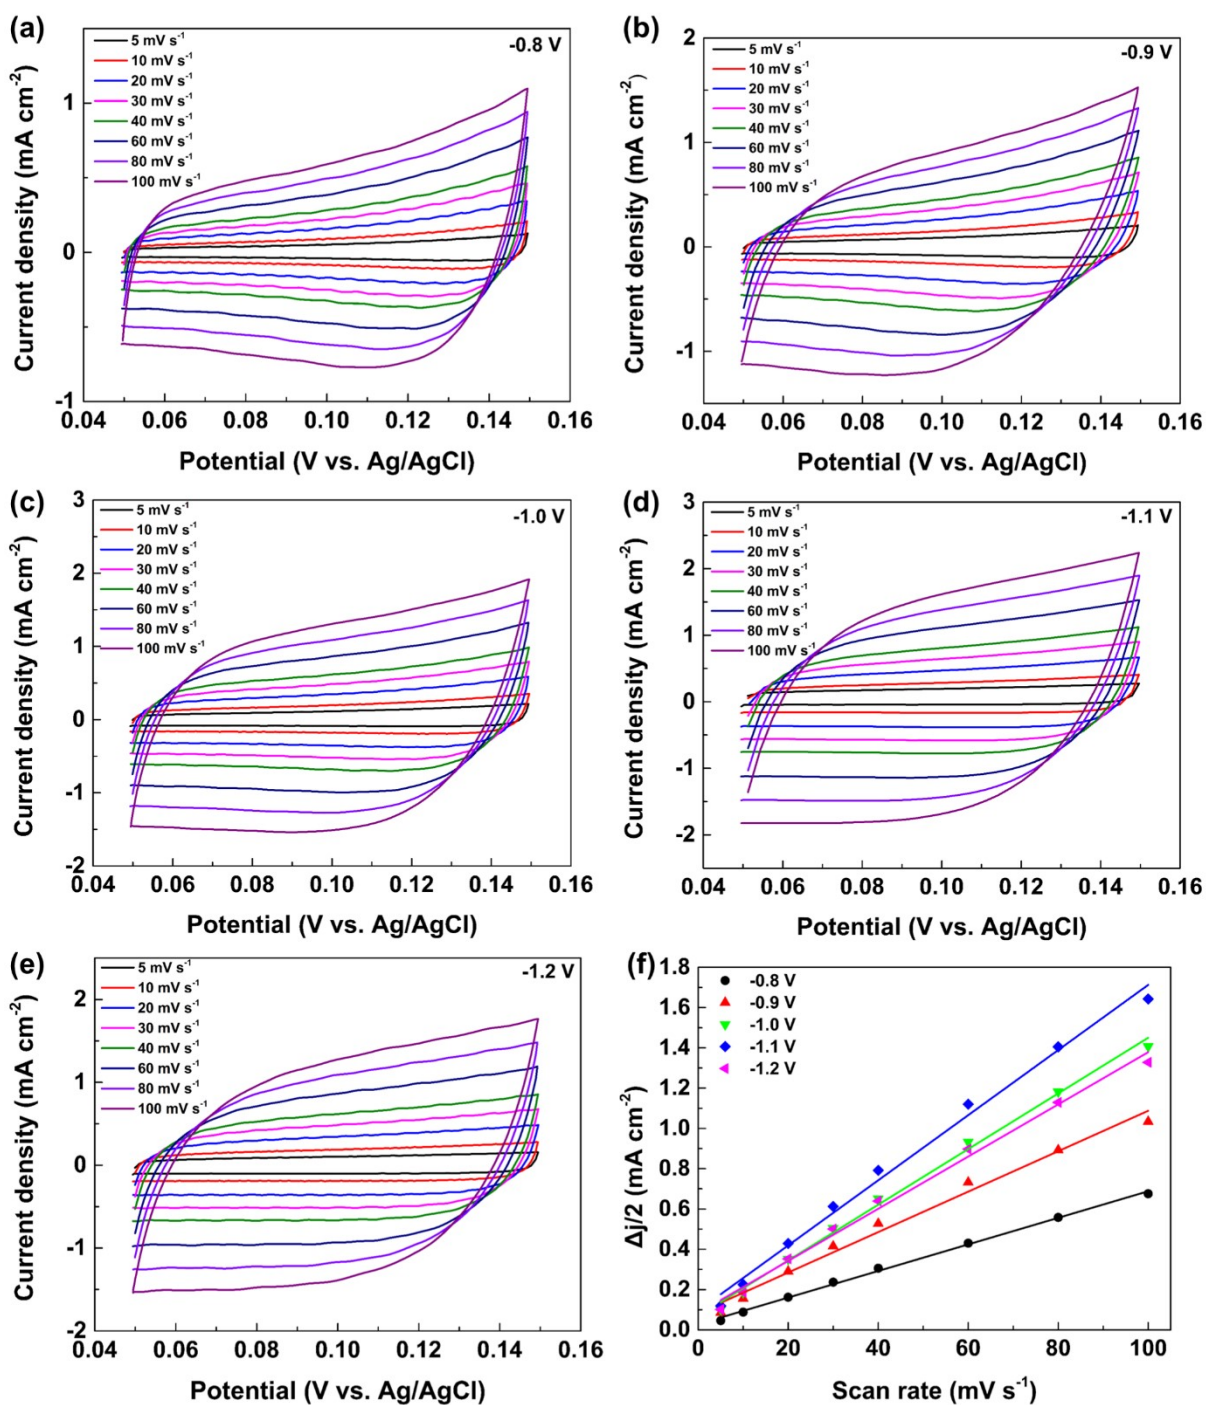 (a)
5 mV s⁻¹
10 mV s⁻¹
20 mV s⁻¹
30 mV s⁻¹
40 mV s⁻¹
60 mV s⁻¹
80 mV s⁻¹
100 mV s⁻¹
-0.8 V
1
0
-1
Current density (mA cm⁻²)
0.04 0.06 0.08 0.10 0.12 0.14 0.16
Potential (V vs. Ag/AgCl)
(b)
5 mV s⁻¹
10 mV s⁻¹
20 mV s⁻¹
30 mV s⁻¹
40 mV s⁻¹
60 mV s⁻¹
80 mV s⁻¹
100 mV s⁻¹
-0.9 V
2
1
0
-1
Current density (mA cm⁻²)
0.04 0.06 0.08 0.10 0.12 0.14 0.16
Potential (V vs. Ag/AgCl)
(c)
5 mV s⁻¹
10 mV s⁻¹
20 mV s⁻¹
30 mV s⁻¹
40 mV s⁻¹
60 mV s⁻¹
80 mV s⁻¹
100 mV s⁻¹
-1.0 V
3
2
1
0
-1
-2
Current density (mA cm⁻²)
0.04 0.06 0.08 0.10 0.12 0.14 0.16
Potential (V vs. Ag/AgCl)
(d)
5 mV s⁻¹
10 mV s⁻¹
20 mV s⁻¹
30 mV s⁻¹
40 mV s⁻¹
60 mV s⁻¹
80 mV s⁻¹
100 mV s⁻¹
-1.1 V
3
2
1
0
-1
-2
Current density (mA cm⁻²)
0.04 0.06 0.08 0.10 0.12 0.14 0.16
Potential (V vs. Ag/AgCl)
(e)
5 mV s⁻¹
10 mV s⁻¹
20 mV s⁻¹
30 mV s⁻¹
40 mV s⁻¹
60 mV s⁻¹
80 mV s⁻¹
100 mV s⁻¹
-1.2 V
2
1
0
-1
-2
Current density (mA cm⁻²)
0.04 0.06 0.08 0.10 0.12 0.14 0.16
Potential (V vs. Ag/AgCl)
(f)
-0.8 V
-0.9 V
-1.0 V
-1.1 V
-1.2 V
1.8
1.6
1.4
1.2
1.0
0.8
0.6
0.4
0.2
0.0
Δj/2 (mA cm⁻²)
0 20 40 60 80 100
Scan rate (mV s⁻¹)